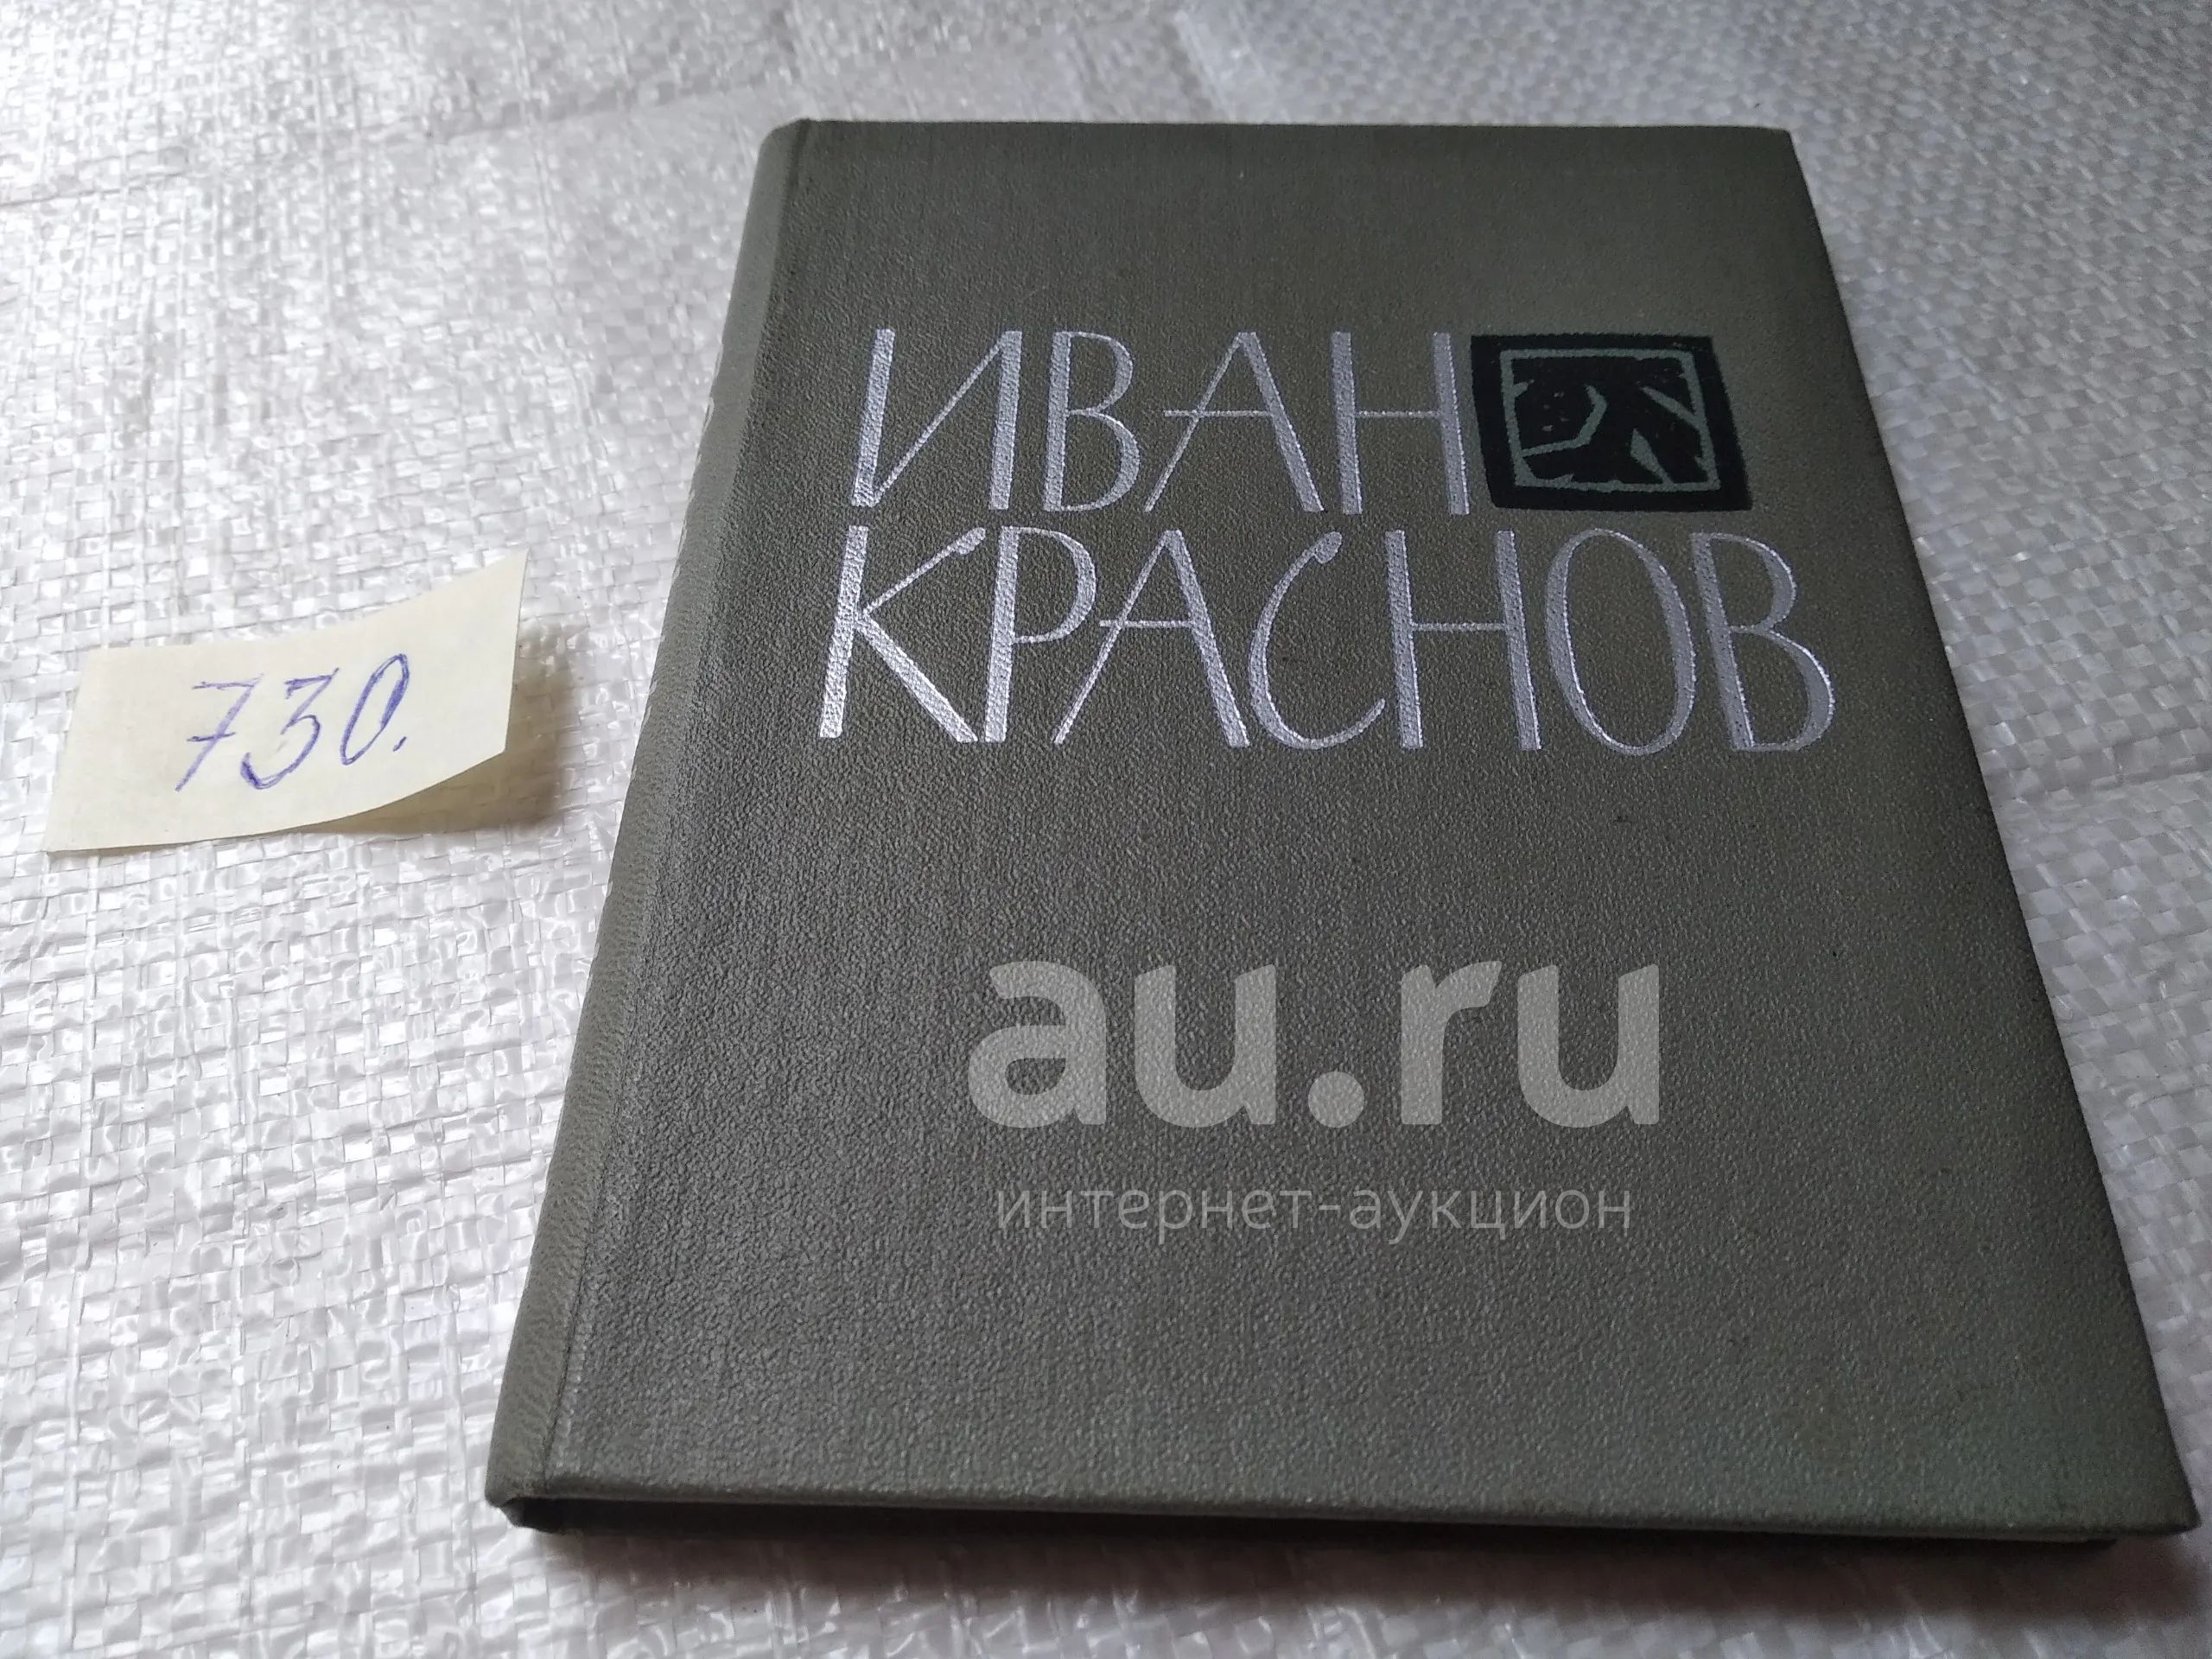 ИВАН
КРАСНОВ
730.
au.ru
интернет-аукцион